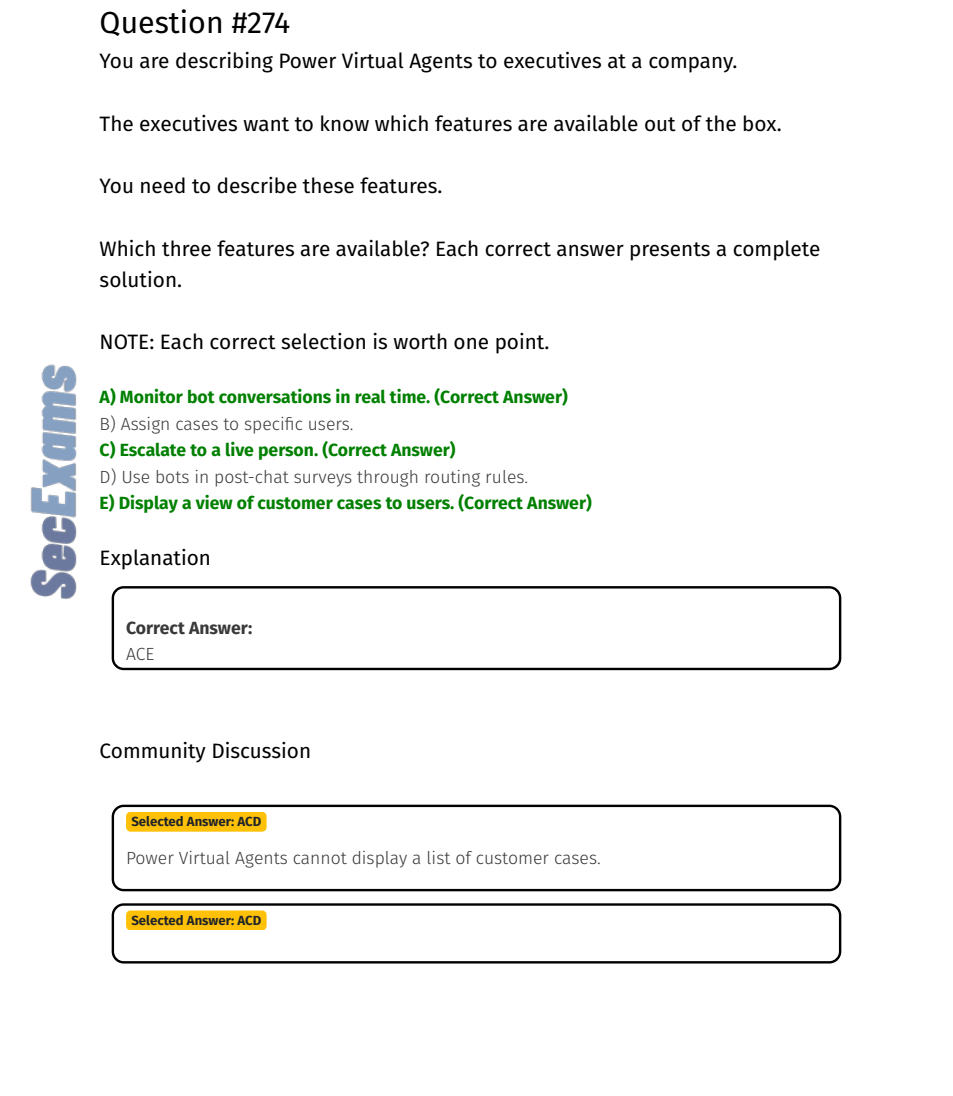 Question #274
You are describing Power Virtual Agents to executives at a company.
The executives want to know which features are available out of the box.
You need to describe these features.
Which three features are available? Each correct answer presents a complete
solution.
NOTE: Each correct selection is worth one point.
A) Monitor bot conversations in real time. (Correct Answer)
B) Assign cases to specific users.
C) Escalate to a live person. (Correct Answer)
D) Use bots in post-chat surveys through routing rules.
E) Display a view of customer cases to users. (Correct Answer)
SecExams
Explanation
Correct Answer:
ACE
Community Discussion
Selected Answer: ACD
Power Virtual Agents cannot display a list of customer cases.
Selected Answer: ACD